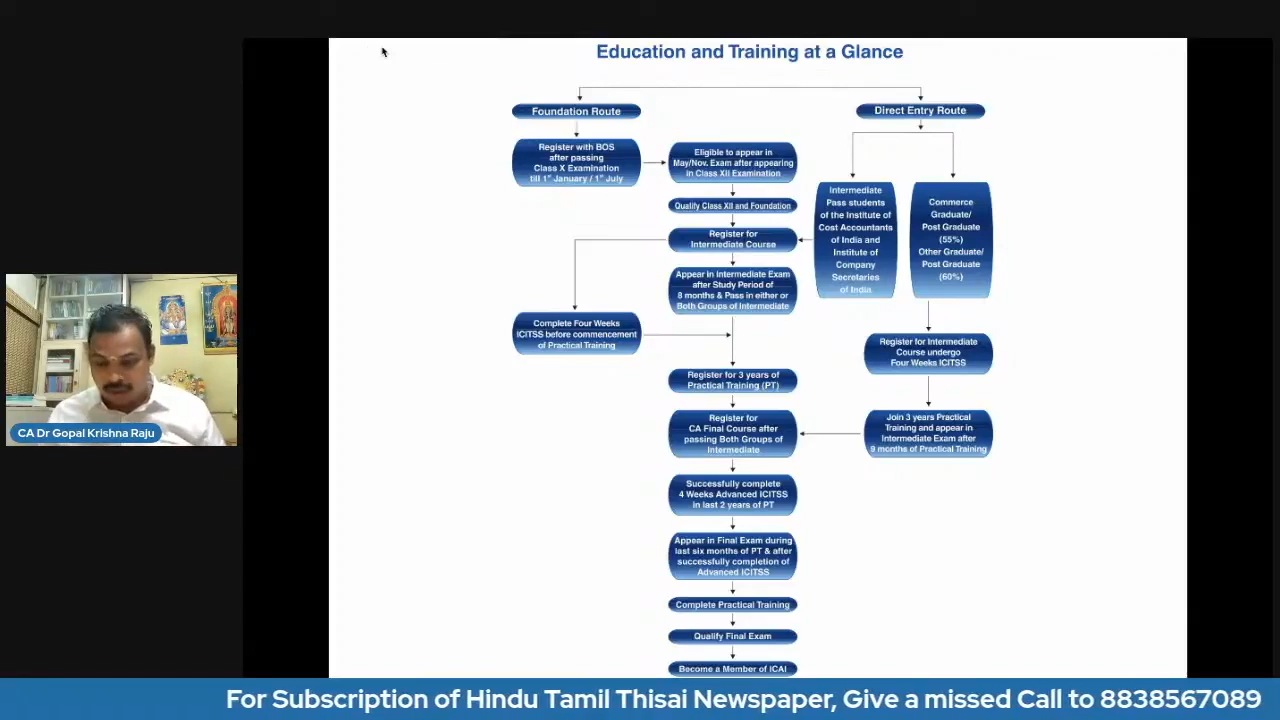 Education and Training at a Glance
Foundation Route
Direct Entry Route
Register with BOS
after passing
Class X Examination
till 1st January / 1st July
Eligible to appear in
May/Nov. Exam after appearing
in Class XII Examination
Qualify Class XII and Foundation
Register for
Intermediate Course
Appear in Intermediate Exam
after Study Period of
8 months & Pass in either or
Both Groups of Intermediate
Intermediate
Pass students
of the Institute of
Cost Accountants
of India and
Institute of
Company
Secretaries
of India
Commerce
Graduate/
Post Graduate
(55%)
Other Graduate/
Post Graduate
(60%)
Complete Four Weeks
ICITSS before commencement
of Practical Training
Register for Intermediate
Course undergo
Four Weeks ICITSS
Register for 3 years of
Practical Training (PT)
Register for
CA Final Course after
passing Both Groups of
Intermediate
Join 3 years Practical
Training and appear in
Intermediate Exam after
9 months of Practical Training
Successfully complete
4 Weeks Advanced ICITSS
in last 2 years of PT
Appear in Final Exam during
last six months of PT & after
successfully completion of
Advanced ICITSS
Complete Practical Training
Qualify Final Exam
Become a Member of ICAI
CA Dr Gopal Krishna Raju
For Subscription of Hindu Tamil Thisai Newspaper, Give a missed Call to 8838567089